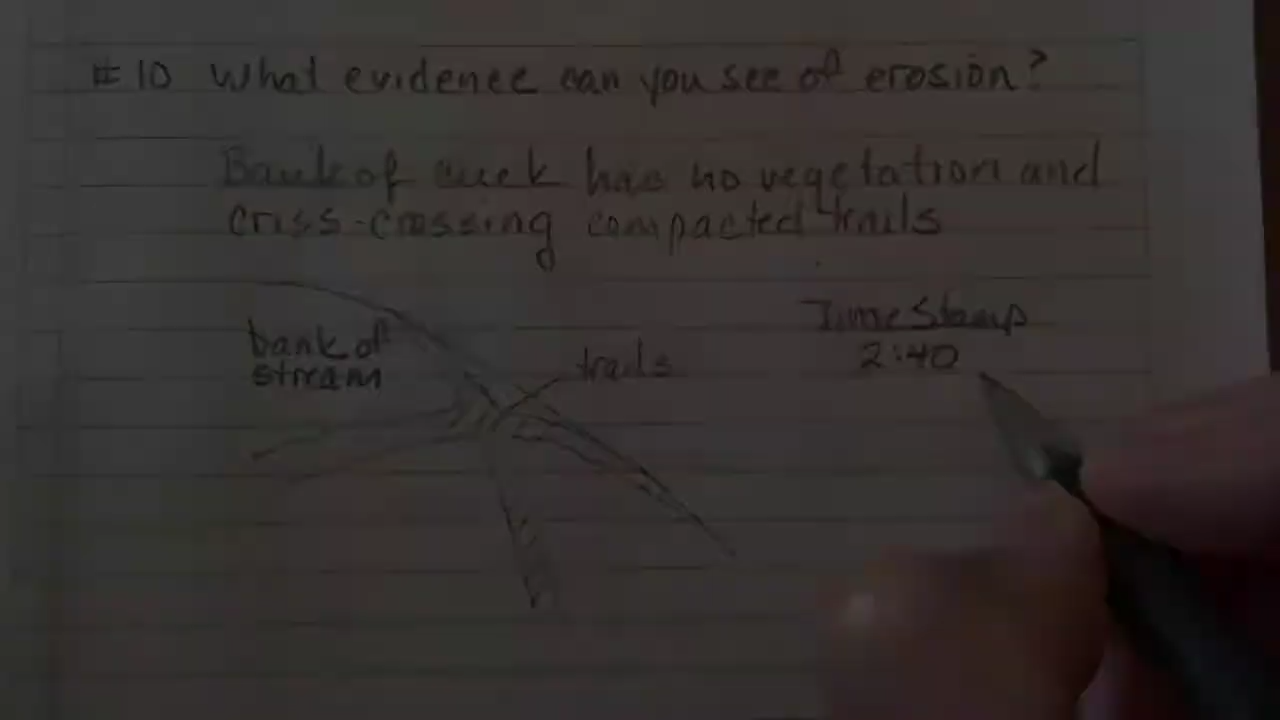 #10 What evidence can you see of erosion?
Bank of creek has no vegetation and
criss-crossing compacted trails
bank of
stream
trails
Time Stamp
2:40